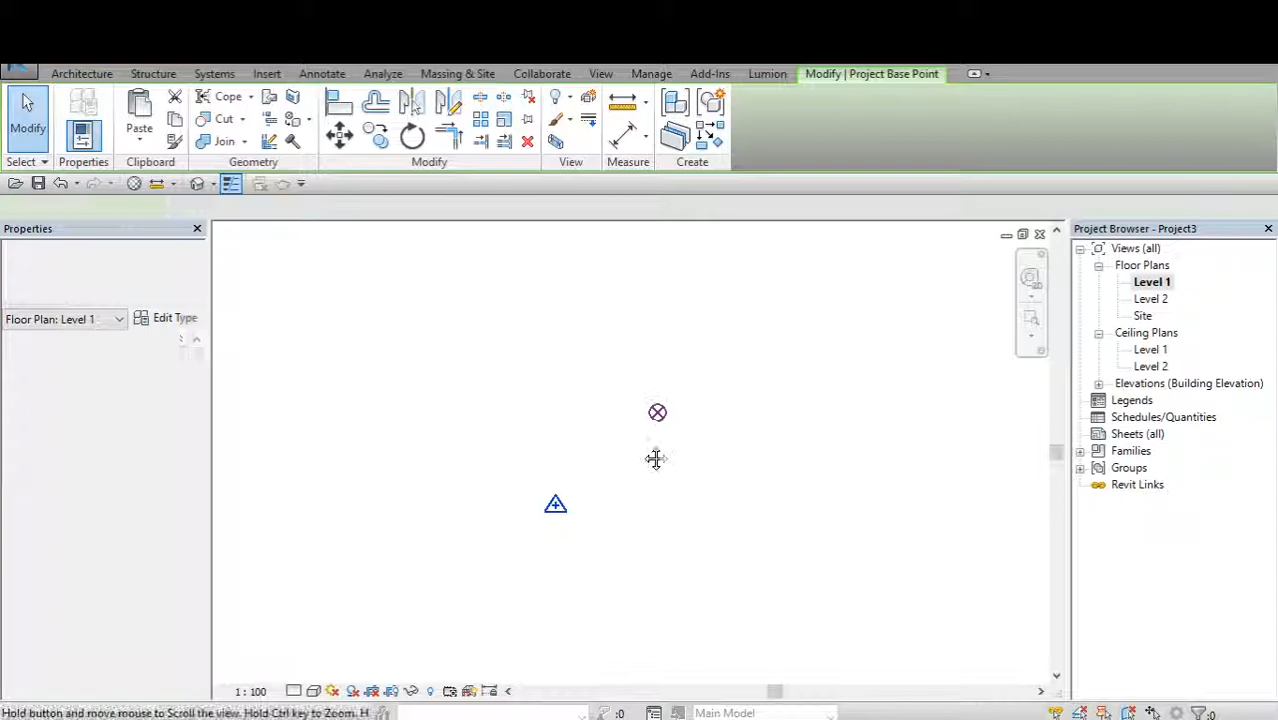 Architecture Structure Systems Insert Annotate Analyze Massing & Site Collaborate View Manage Add-Ins Lumion Modify | Project Base Point
Modify Paste Cope
Cut
Join
Select Properties Clipboard Geometry Modify View Measure Create
Properties
Floor Plan: Level 1 Edit Type
Project Browser - Project3
Views (all)
Floor Plans
Level 1
Level 2
Site
Ceiling Plans
Level 1
Level 2
Elevations (Building Elevation)
Legends
Schedules/Quantities
Sheets (all)
Families
Groups
Revit Links
1 : 100
Hold button and move mouse to Scroll the view. Hold Ctrl key to Zoom. H :0 Main Model :0